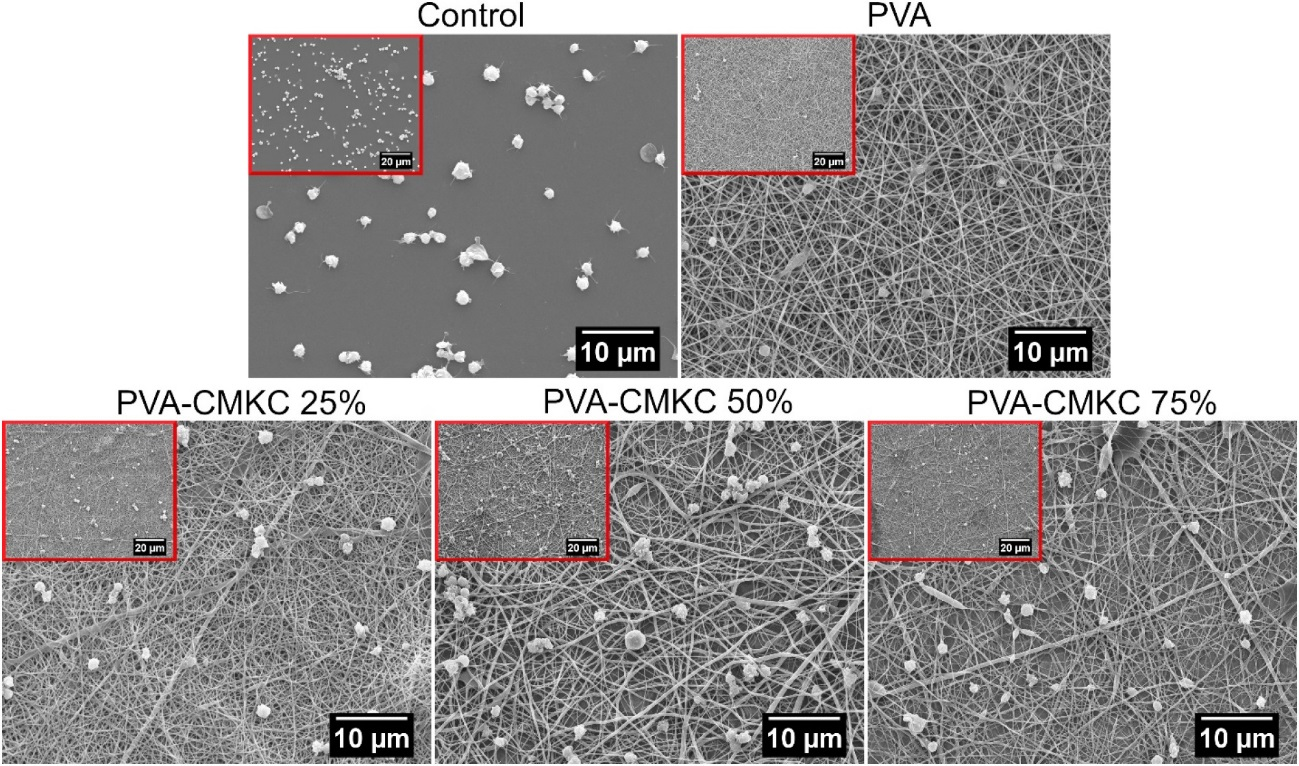 Control
PVA
20 µm
20 µm
10 µm
10 µm
PVA-CMKC 25%
PVA-CMKC 50%
PVA-CMKC 75%
20 µm
20 µm
20 µm
10 µm
10 µm
10 µm